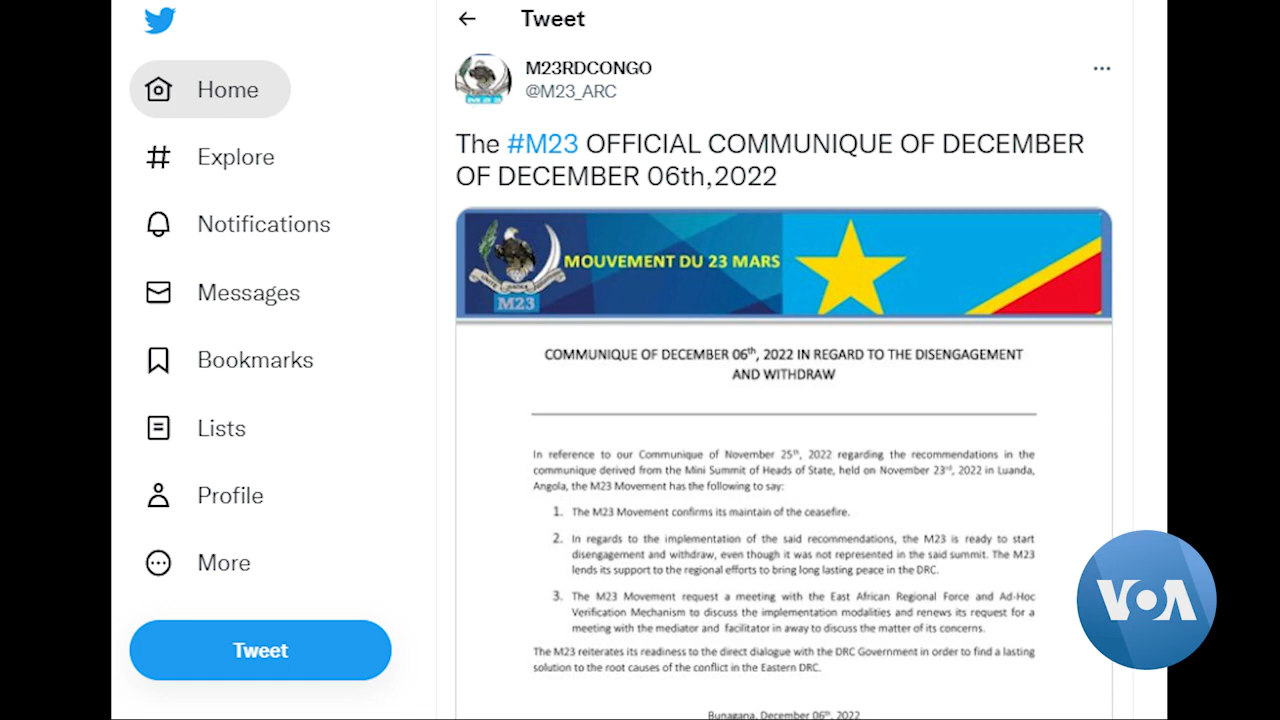 Tweet
Home
Explore
Notifications
Messages
Bookmarks
Lists
Profile
More
Tweet
M23RDCONGO
@M23_ARC
The #M23 OFFICIAL COMMUNIQUE OF DECEMBER
OF DECEMBER 06th,2022
MOUVEMENT DU 23 MARS
M23
COMMUNIQUE OF DECEMBER 06th, 2022 IN REGARD TO THE DISENGAGEMENT
AND WITHDRAW
In reference to our Communique of November 25th, 2022 regarding the recommendations in the
communique derived from the Mini Summit of Heads of State, held on November 23rd, 2022 in Luanda,
Angola, the M23 Movement has the following to say:
1. The M23 Movement confirms its maintain of the ceasefire.
2. In regards to the implementation of the said recommendations, the M23 is ready to start
disengagement and withdraw, even though it was not represented in the said summit. The M23
lends its support to the regional efforts to bring long lasting peace in the DRC.
3. The M23 Movement request a meeting with the East African Regional Force and Ad-Hoc
Verification Mechanism to discuss the implementation modalities and renews its request for a
meeting with the mediator and facilitator in away to discuss the matter of its concerns.
The M23 reiterates its readiness to the direct dialogue with the DRC Government in order to find a lasting
solution to the root causes of the conflict in the Eastern DRC.
Bunagana, December 06th, 2022
VOA